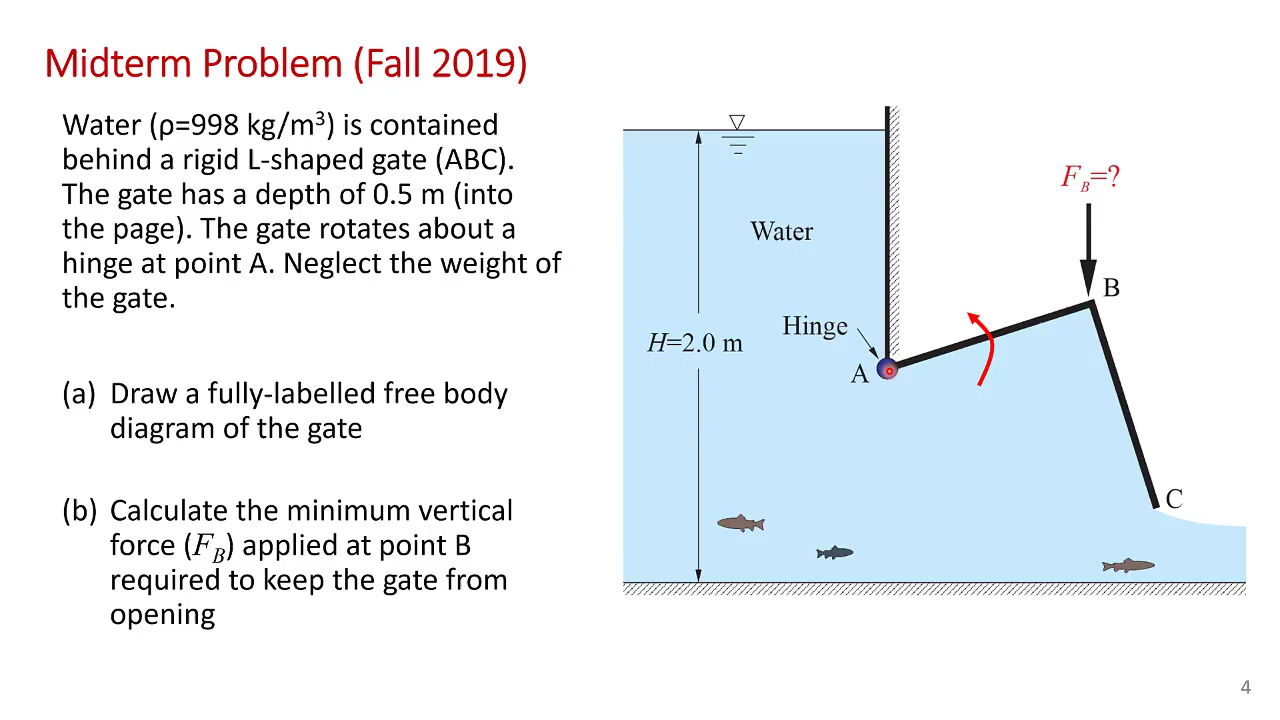 Midterm Problem (Fall 2019)
Water (ρ=998 kg/m³) is contained
behind a rigid L-shaped gate (ABC).
The gate has a depth of 0.5 m (into
the page). The gate rotates about a
hinge at point A. Neglect the weight of
the gate.
(a) Draw a fully-labelled free body
diagram of the gate
(b) Calculate the minimum vertical
force (F_B) applied at point B
required to keep the gate from
opening
F_B=?
Water
B
Hinge
H=2.0 m
A
C
4